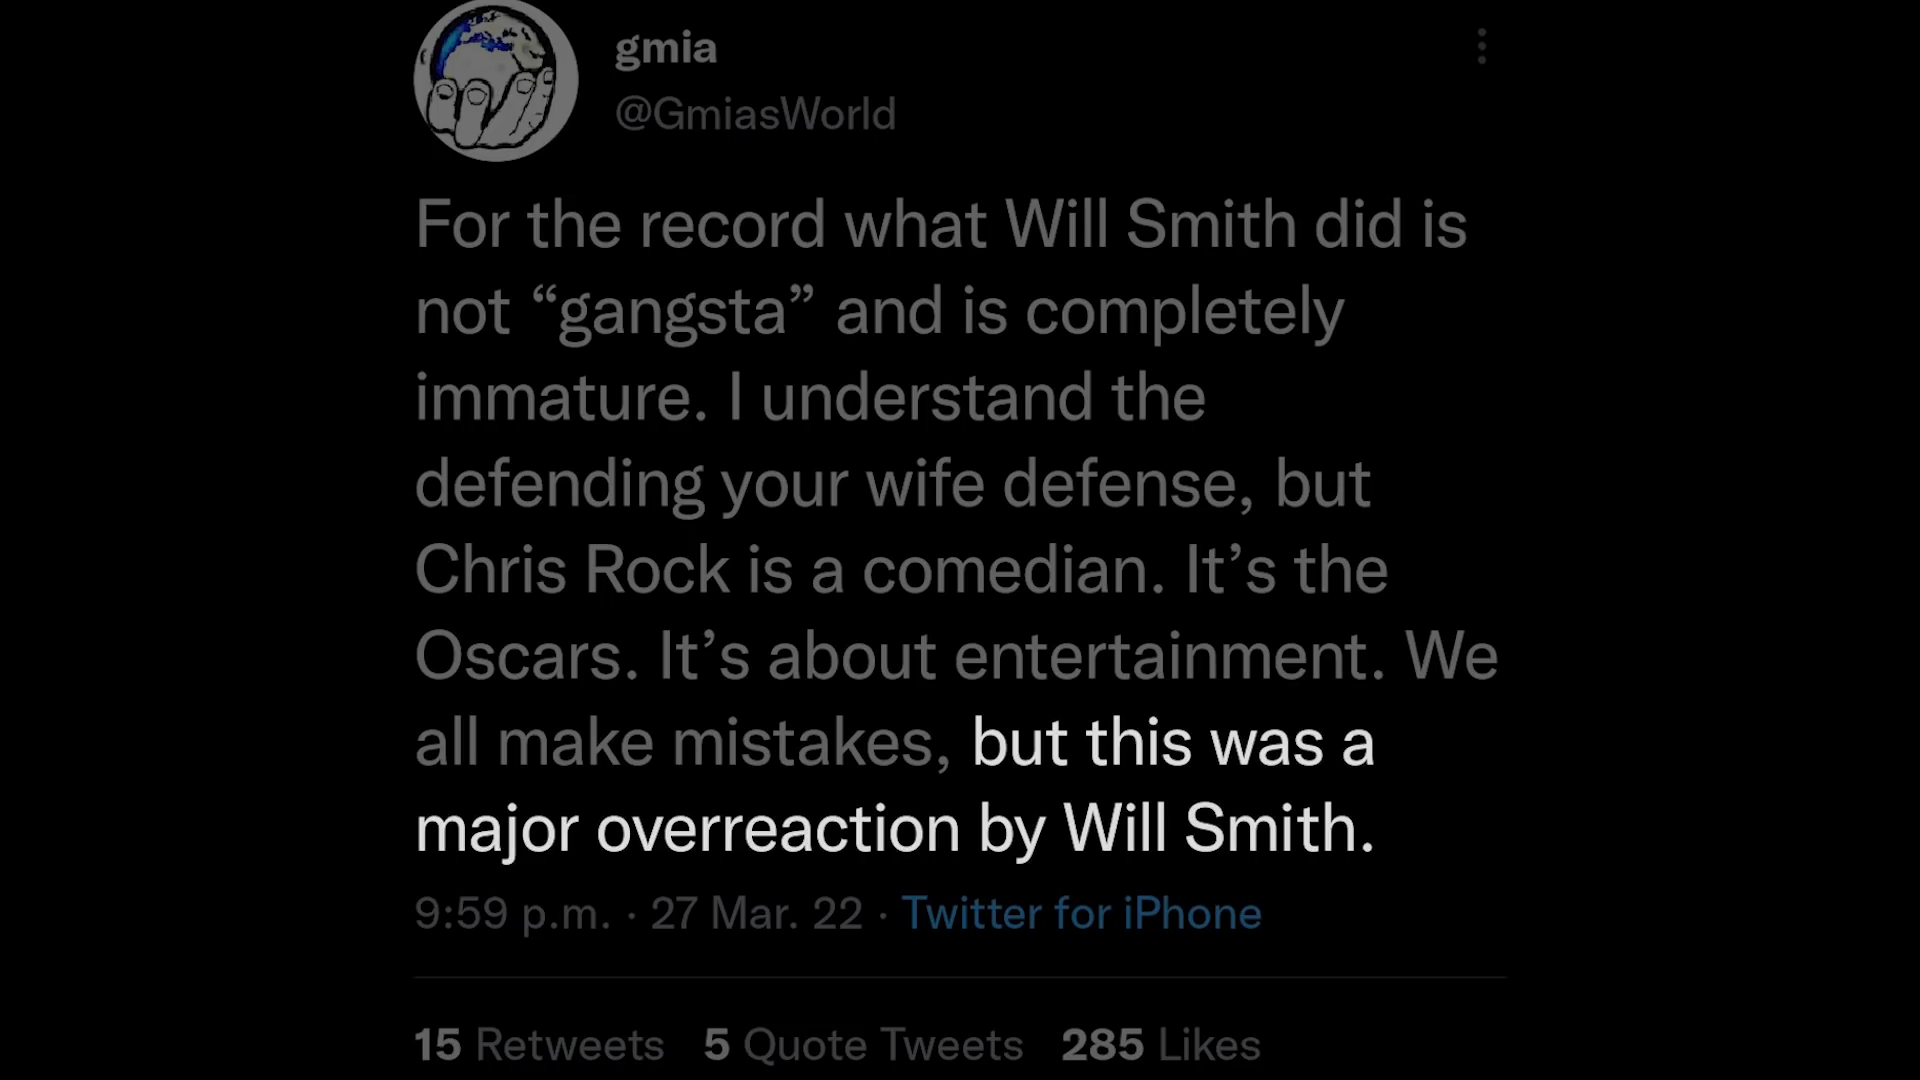 gmia
@GmiasWorld
For the record what Will Smith did is
not “gangsta” and is completely
immature. I understand the
defending your wife defense, but
Chris Rock is a comedian. It’s the
Oscars. It’s about entertainment. We
all make mistakes, but this was a
major overreaction by Will Smith.
9:59 p.m. · 27 Mar. 22 · Twitter for iPhone
15 Retweets 5 Quote Tweets 285 Likes